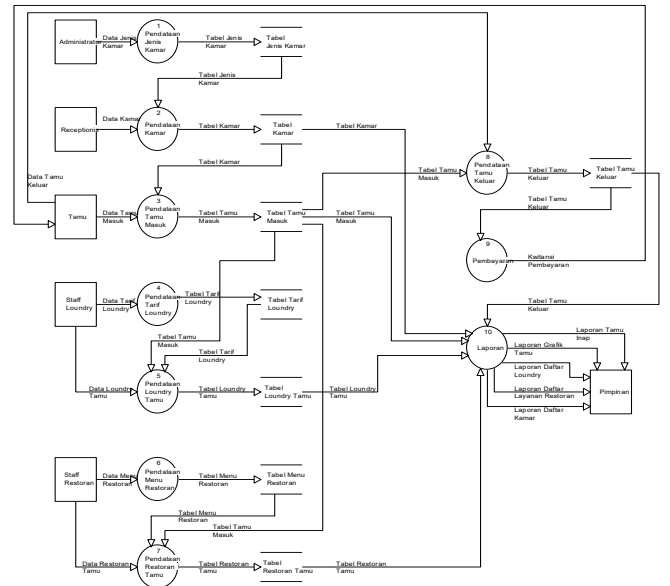 1
Pendataan
Jenis
Kamar
Administrator
Data Jenis
Kamar
Tabel Jenis
Kamar
Tabel
Jenis Kamar
Tabel Jenis
Kamar
2
Pendataan
Kamar
Receptionis
Data Kamar
Tabel Kamar
Tabel
Kamar
Tabel Kamar
Tabel Kamar
Data Tamu
Keluar
3
Pendataan
Tamu
Masuk
Tamu
Data Tamu
Masuk
Tabel Tamu
Masuk
Tabel Tamu
Masuk
Tabel Tamu
Masuk
Tabel Tamu
Masuk
8
Pendataan
Tamu
Keluar
Tabel Tamu
Keluar
Tabel Tamu
Keluar
Tabel Tamu
Keluar
9
Pembayaran
Kwitansi
Pembayaran
Tabel Tamu
Keluar
4
Pendataan
Tarif
Loundry
Staff
Loundry
Data Tarif
Loundry
Tabel Tarif
Loundry
Tabel Tarif
Loundry
Tabel Tamu
Masuk
Tabel Tarif
Loundry
5
Pendataan
Loundry
Tamu
Data Loundry
Tamu
Tabel Loundry
Tamu
Tabel
Loundry Tamu
Tabel Loundry
Tamu
10
Laporan
Laporan Tamu
Inap
Laporan Grafik
Tamu
Laporan Daftar
Loundry
Laporan Daftar
Layanan Restoran
Laporan Daftar
Kamar
Pimpinan
6
Pendataan
Menu
Restoran
Staff
Restoran
Data Menu
Restoran
Tabel Menu
Restoran
Tabel Menu
Restoran
Tabel Menu
Restoran
Tabel Tamu
Masuk
7
Pendataan
Restoran
Tamu
Data Restoran
Tamu
Tabel Restoran
Tamu
Tabel
Restoran Tamu
Tabel Restoran
Tamu